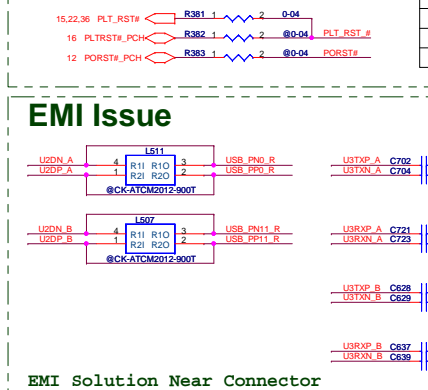 15,22,36 PLT_RST# R381 1 2 0-04
16 PLTRST#_PCH R382 1 2 @0-04 PLT_RST_#
12 PORST#_PCH R383 1 2 @0-04 PORST#
EMI Issue
L511
U2DN_A 4 R1I R1O 3 USB_PN0_R
U2DP_A 1 R2I R2O 2 USB_PP0_R
@CK-ATCM2012-900T
U3TXP_A C702
U3TXN_A C704
L507
U2DN_B 4 R1I R1O 3 USB_PN11_R
U2DP_B 1 R2I R2O 2 USB_PP11_R
@CK-ATCM2012-900T
U3RXP_A C721
U3RXN_A C723
U3TXP_B C628
U3TXN_B C629
U3RXP_B C637
U3RXN_B C639
EMI Solution Near Connector